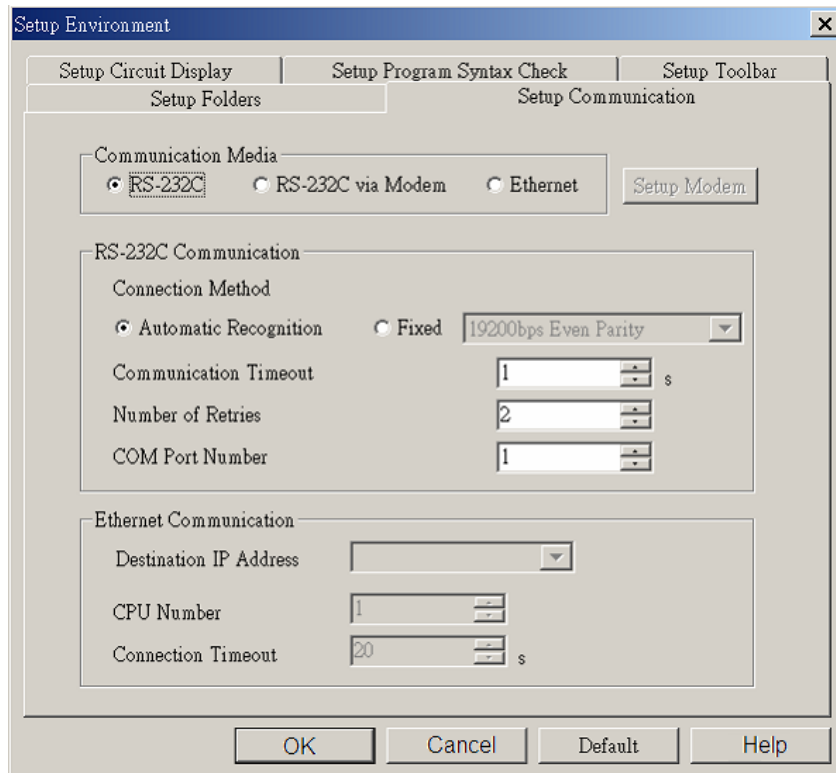 Setup Environment
Setup Circuit Display
Setup Program Syntax Check
Setup Toolbar
Setup Folders
Setup Communication
Communication Media
RS-232C
RS-232C via Modem
Ethernet
Setup Modem
RS-232C Communication
Connection Method
Automatic Recognition
Fixed
19200bps Even Parity
Communication Timeout
1
s
Number of Retries
2
COM Port Number
1
Ethernet Communication
Destination IP Address
CPU Number
1
Connection Timeout
20
s
OK
Cancel
Default
Help